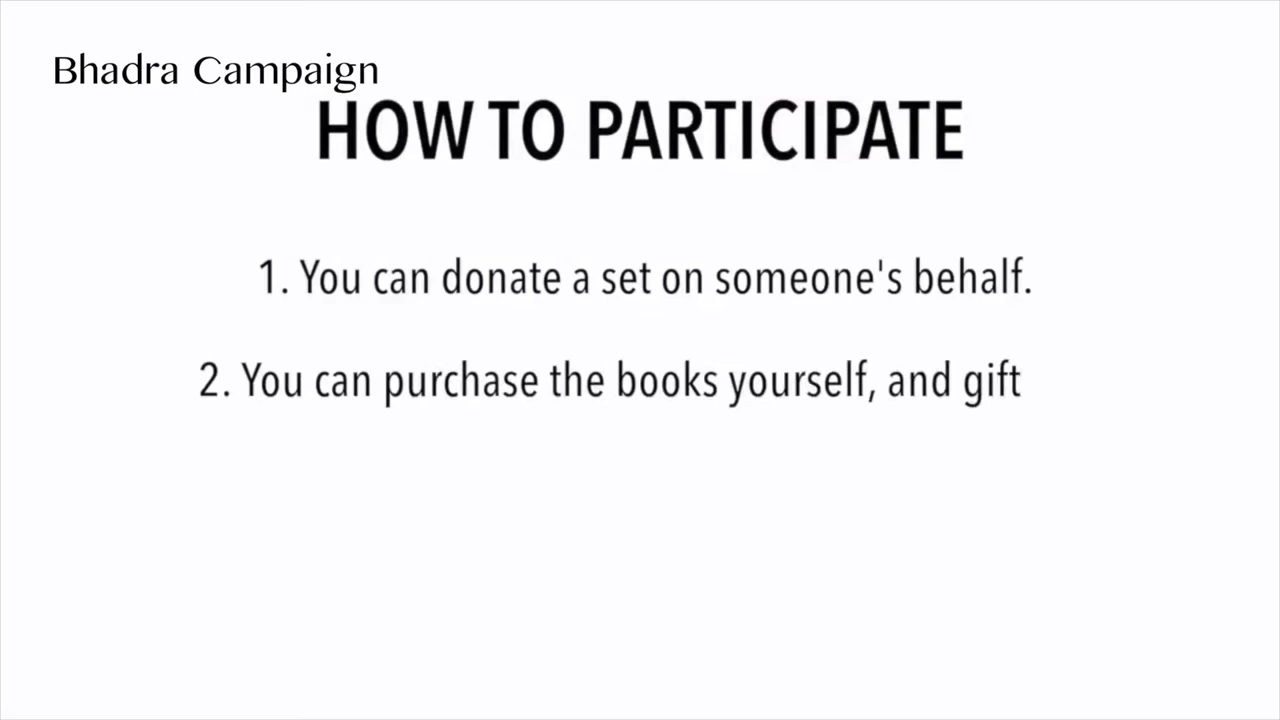 Bhadra Campaign
HOW TO PARTICIPATE
1. You can donate a set on someone's behalf.
2. You can purchase the books yourself, and gift